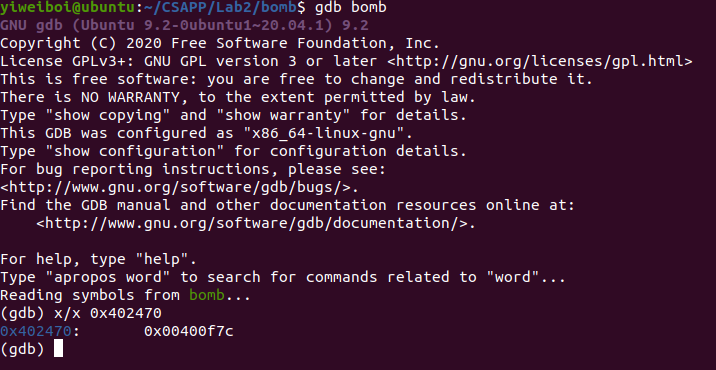 yiweiboi@ubuntu:~/CSAPP/Lab2/bomb$ gdb bomb
GNU gdb (Ubuntu 9.2-0ubuntu1~20.04.1) 9.2
Copyright (C) 2020 Free Software Foundation, Inc.
License GPLv3+: GNU GPL version 3 or later <http://gnu.org/licenses/gpl.html>
This is free software: you are free to change and redistribute it.
There is NO WARRANTY, to the extent permitted by law.
Type "show copying" and "show warranty" for details.
This GDB was configured as "x86_64-linux-gnu".
Type "show configuration" for configuration details.
For bug reporting instructions, please see:
<http://www.gnu.org/software/gdb/bugs/>.
Find the GDB manual and other documentation resources online at:
    <http://www.gnu.org/software/gdb/documentation/>.

For help, type "help".
Type "apropos word" to search for commands related to "word"...
Reading symbols from bomb...
(gdb) x/x 0x402470
0x402470:       0x00400f7c
(gdb)